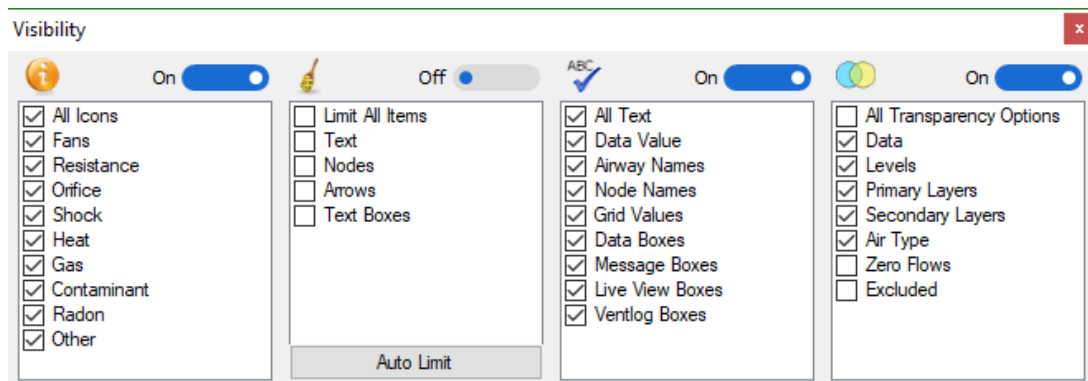 Visibility
x
i
On
All Icons
Fans
Resistance
Orifice
Shock
Heat
Gas
Contaminant
Radon
Other
Off
Limit All Items
Text
Nodes
Arrows
Text Boxes
Auto Limit
ABC
On
All Text
Data Value
Airway Names
Node Names
Grid Values
Data Boxes
Message Boxes
Live View Boxes
Ventlog Boxes
On
All Transparency Options
Data
Levels
Primary Layers
Secondary Layers
Air Type
Zero Flows
Excluded